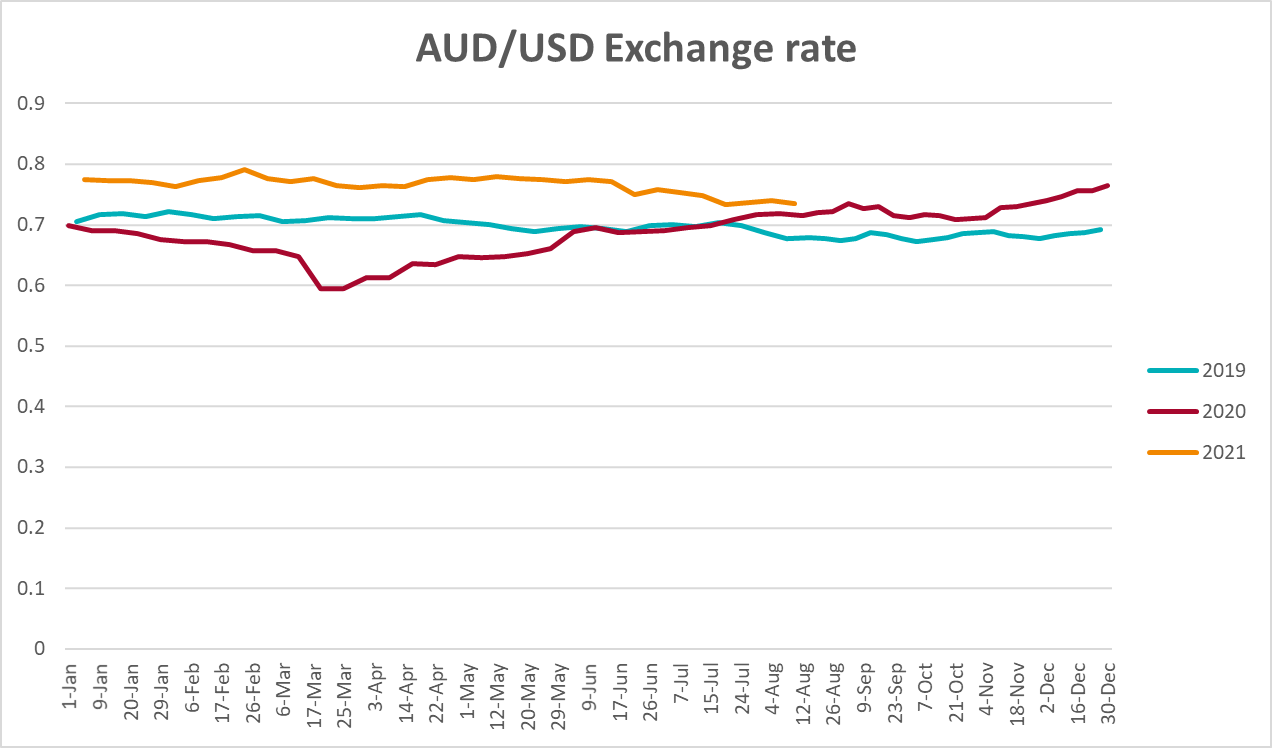 AUD/USD Exchange rate
0.9
0.8
0.7
0.6
0.5
0.4
0.3
0.2
0.1
0
2019
2020
2021
1-Jan
9-Jan
20-Jan
29-Jan
6-Feb
17-Feb
26-Feb
6-Mar
17-Mar
25-Mar
3-Apr
14-Apr
22-Apr
1-May
12-May
29-May
9-Jun
17-Jun
26-Jun
7-Jul
15-Jul
24-Jul
4-Aug
12-Aug
26-Aug
9-Sep
23-Sep
7-Oct
21-Oct
4-Nov
18-Nov
2-Dec
16-Dec
30-Dec